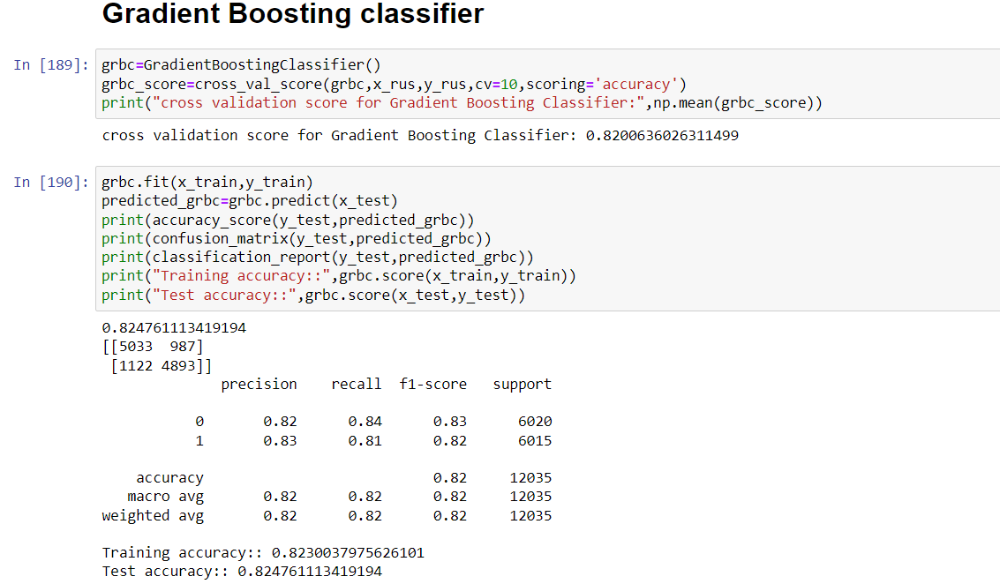 Gradient Boosting classifier
In [189]: grbc=GradientBoostingClassifier()
grbc_score=cross_val_score(grbc,x_rus,y_rus,cv=10,scoring='accuracy')
print("cross validation score for Gradient Boosting Classifier:",np.mean(grbc_score))
cross validation score for Gradient Boosting Classifier: 0.8200636026311499
In [190]: grbc.fit(x_train,y_train)
predicted_grbc=grbc.predict(x_test)
print(accuracy_score(y_test,predicted_grbc))
print(confusion_matrix(y_test,predicted_grbc))
print(classification_report(y_test,predicted_grbc))
print("Training accuracy::",grbc.score(x_train,y_train))
print("Test accuracy::",grbc.score(x_test,y_test))
0.824761113419194
[[5033  987]
 [1122 4893]]
precision    recall  f1-score   support
0       0.82      0.84      0.83      6020
1       0.83      0.81      0.82      6015
accuracy                           0.82     12035
macro avg       0.82      0.82      0.82     12035
weighted avg       0.82      0.82      0.82     12035
Training accuracy:: 0.8230037975626101
Test accuracy:: 0.824761113419194